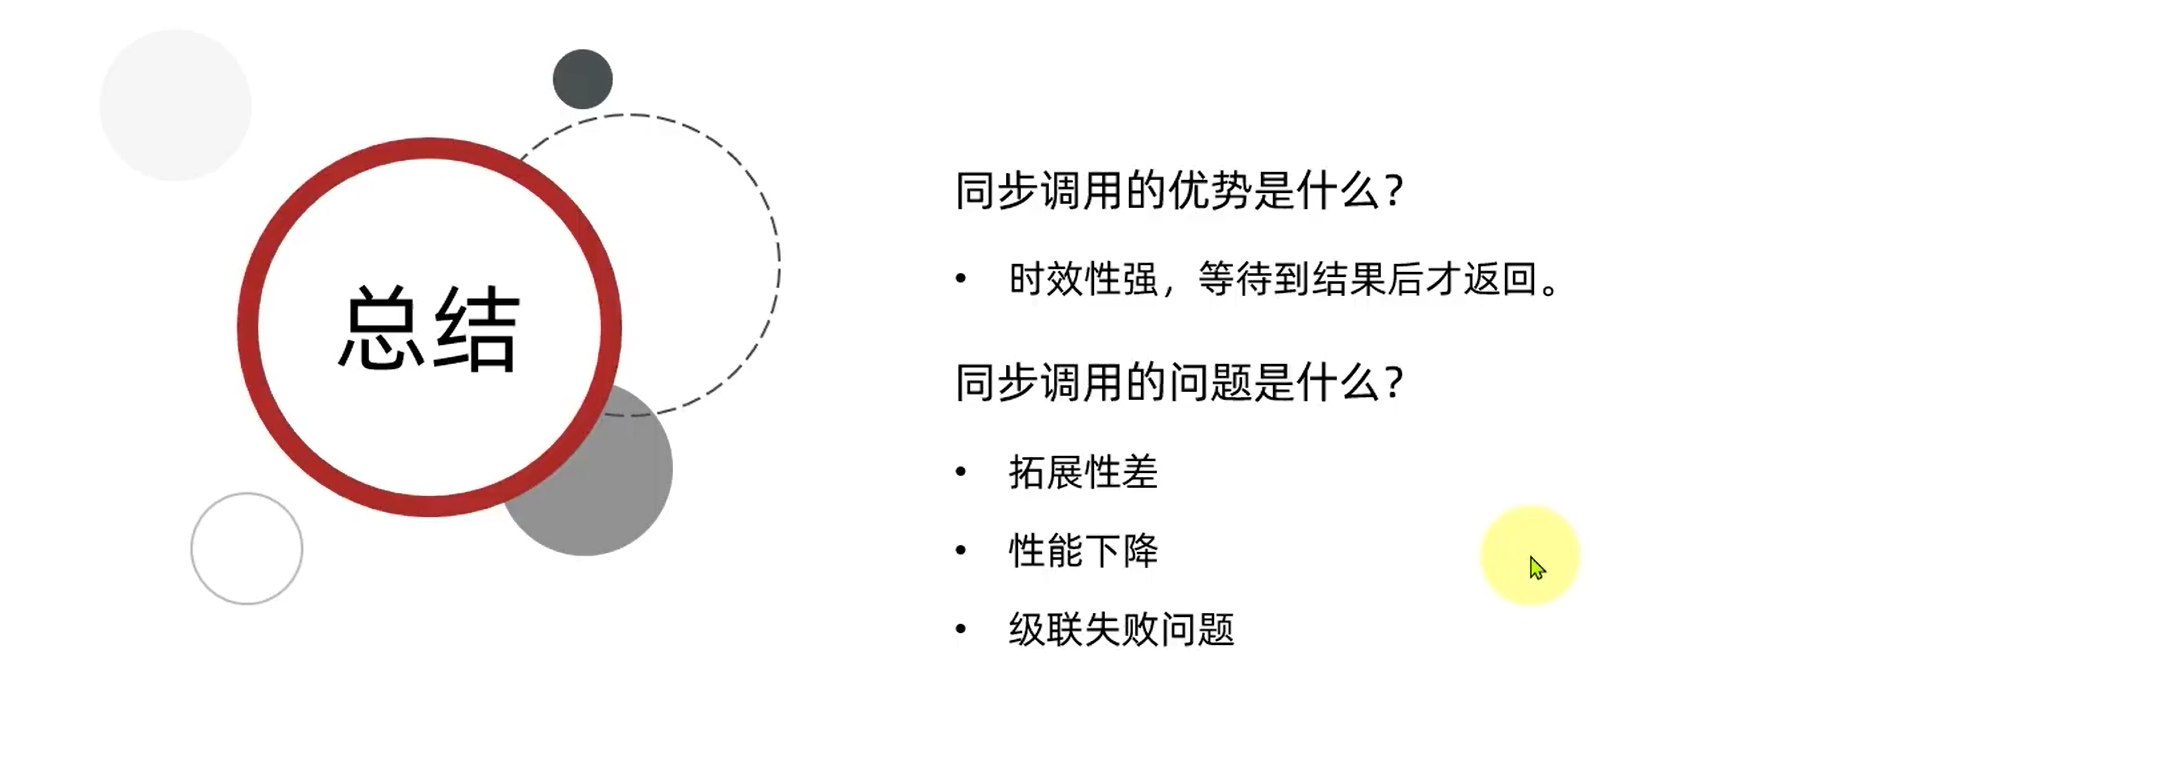 总结
同步调用的优势是什么？
• 时效性强，等待到结果后才返回。
同步调用的问题是什么？
• 拓展性差
• 性能下降
• 级联失败问题